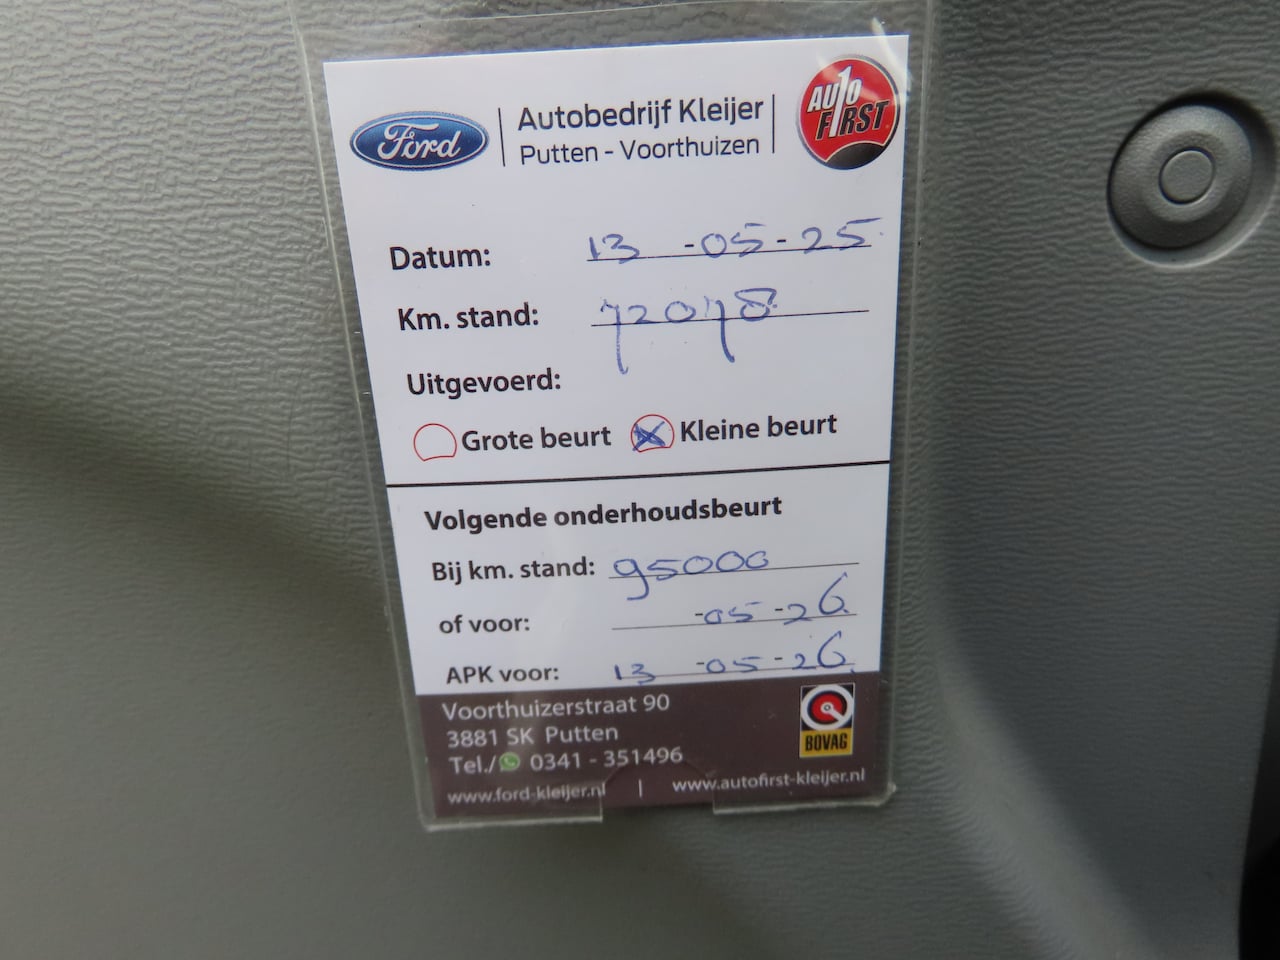 Ford
Autobedrijf Kleijer
Putten - Voorthuizen
AUTO
FIRST
1
Datum: 13 -05-25
Km. stand: 72078
Uitgevoerd:
Grote beurt Kleine beurt
Volgende onderhoudsbeurt
Bij km. stand: 95000
of voor: -05-26
APK voor: 13 -05-26
Voorthuizerstraat 90
3881 SK Putten
Tel./ 0341 - 351496
www.ford-kleijer.nl | www.autofirst-kleijer.nl
BOVAG